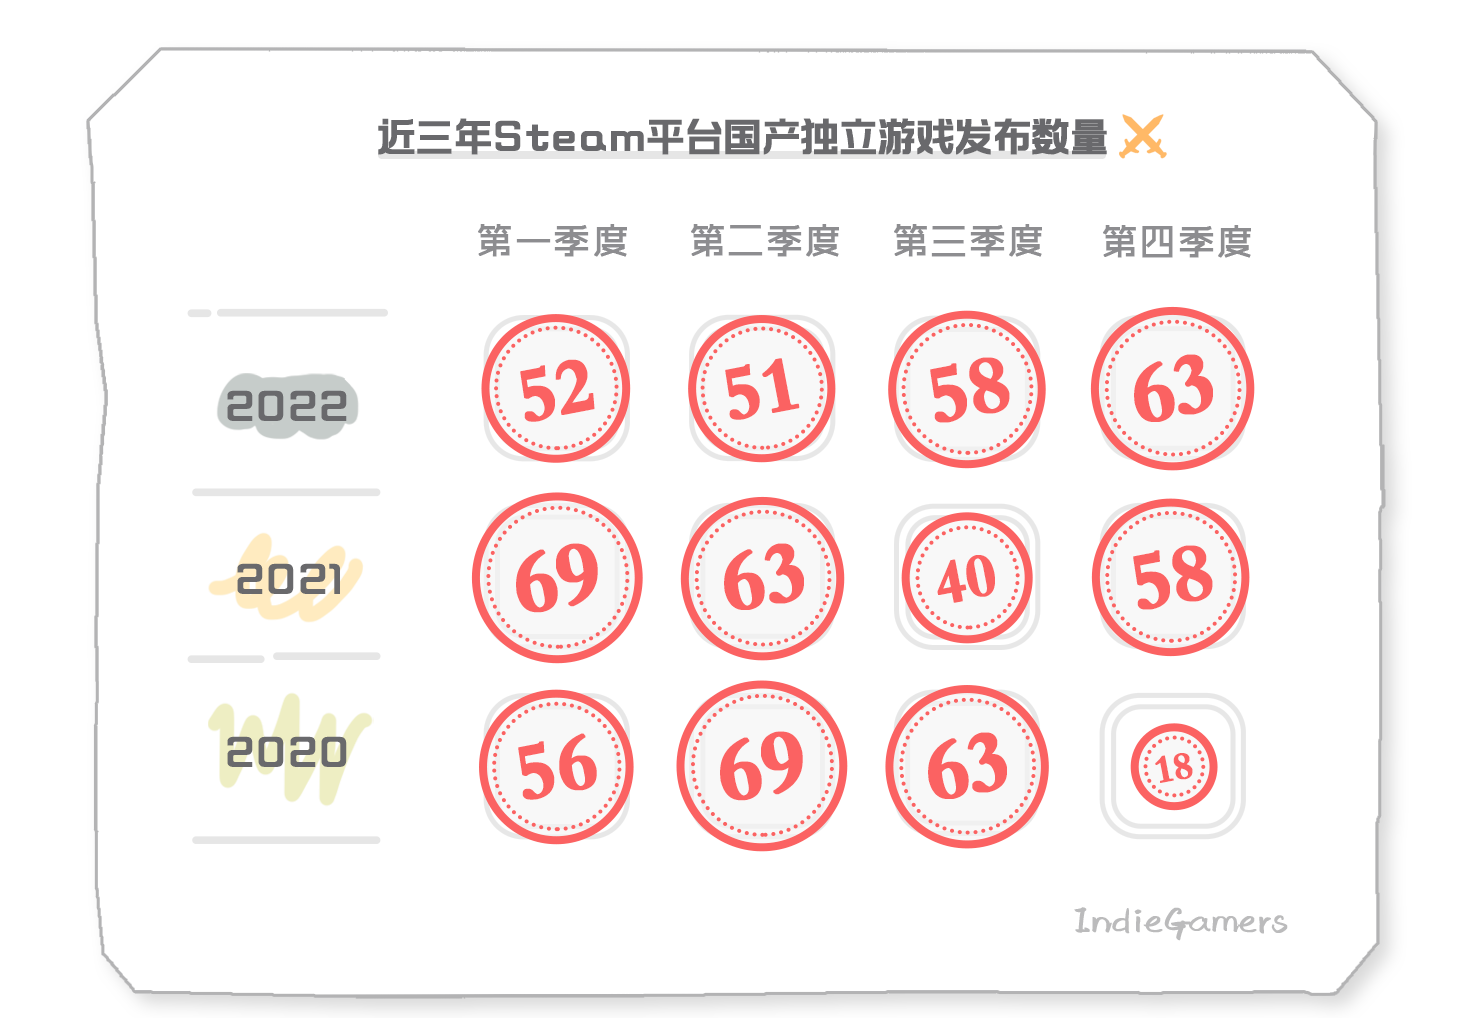 近三年Steam平台国产独立游戏发布数量
第一季度 第二季度 第三季度 第四季度
2022 52 51 58 63
2021 69 63 40 58
2020 56 69 63 18
IndieGamers